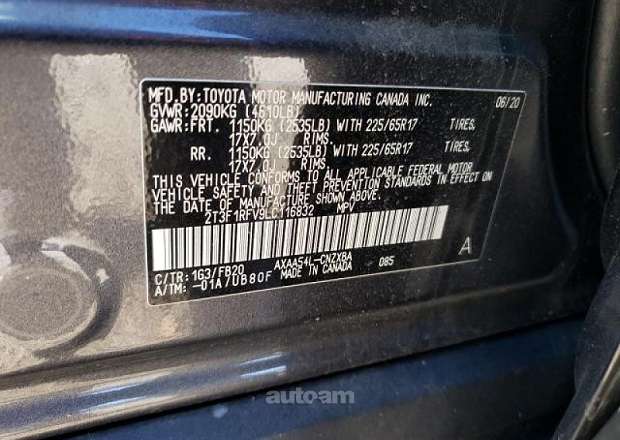 MFD.BY:TOYOTA MOTOR MANUFACTURING CANADA INC. 06/20
GVWR:2090KG (4610LB)
GAWR:FRT. 1150KG (2535LB) WITH 225/65R17 TIRES,
17X7.0J RIMS,
RR. 1150KG (2535LB) WITH 225/65R17 TIRES,
17X7.0J RIMS,
THIS VEHICLE CONFORMS TO ALL APPLICABLE FEDERAL MOTOR
VEHICLE SAFETY AND THEFT PREVENTION STANDARDS IN EFFECT ON
THE DATE OF MANUFACTURE SHOWN ABOVE.
2T3F1RFV9LC116832 MPV
C/TR:1G3/FB20 AXAA54L-CNZXBA 085 A
A/TM:-01A/UB80F MADE IN CANADA
autoam